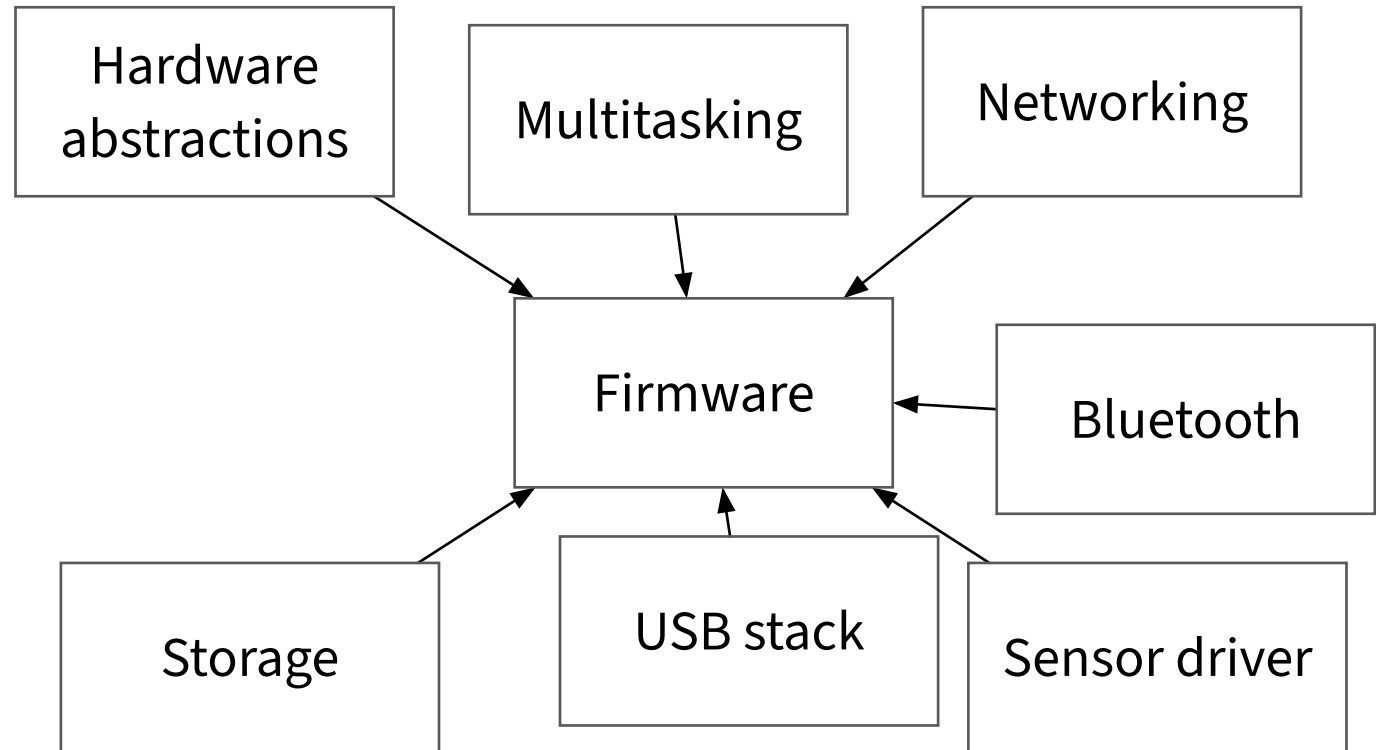 Hardware
abstractions
Multitasking
Networking
Firmware
Bluetooth
Storage
USB stack
Sensor driver